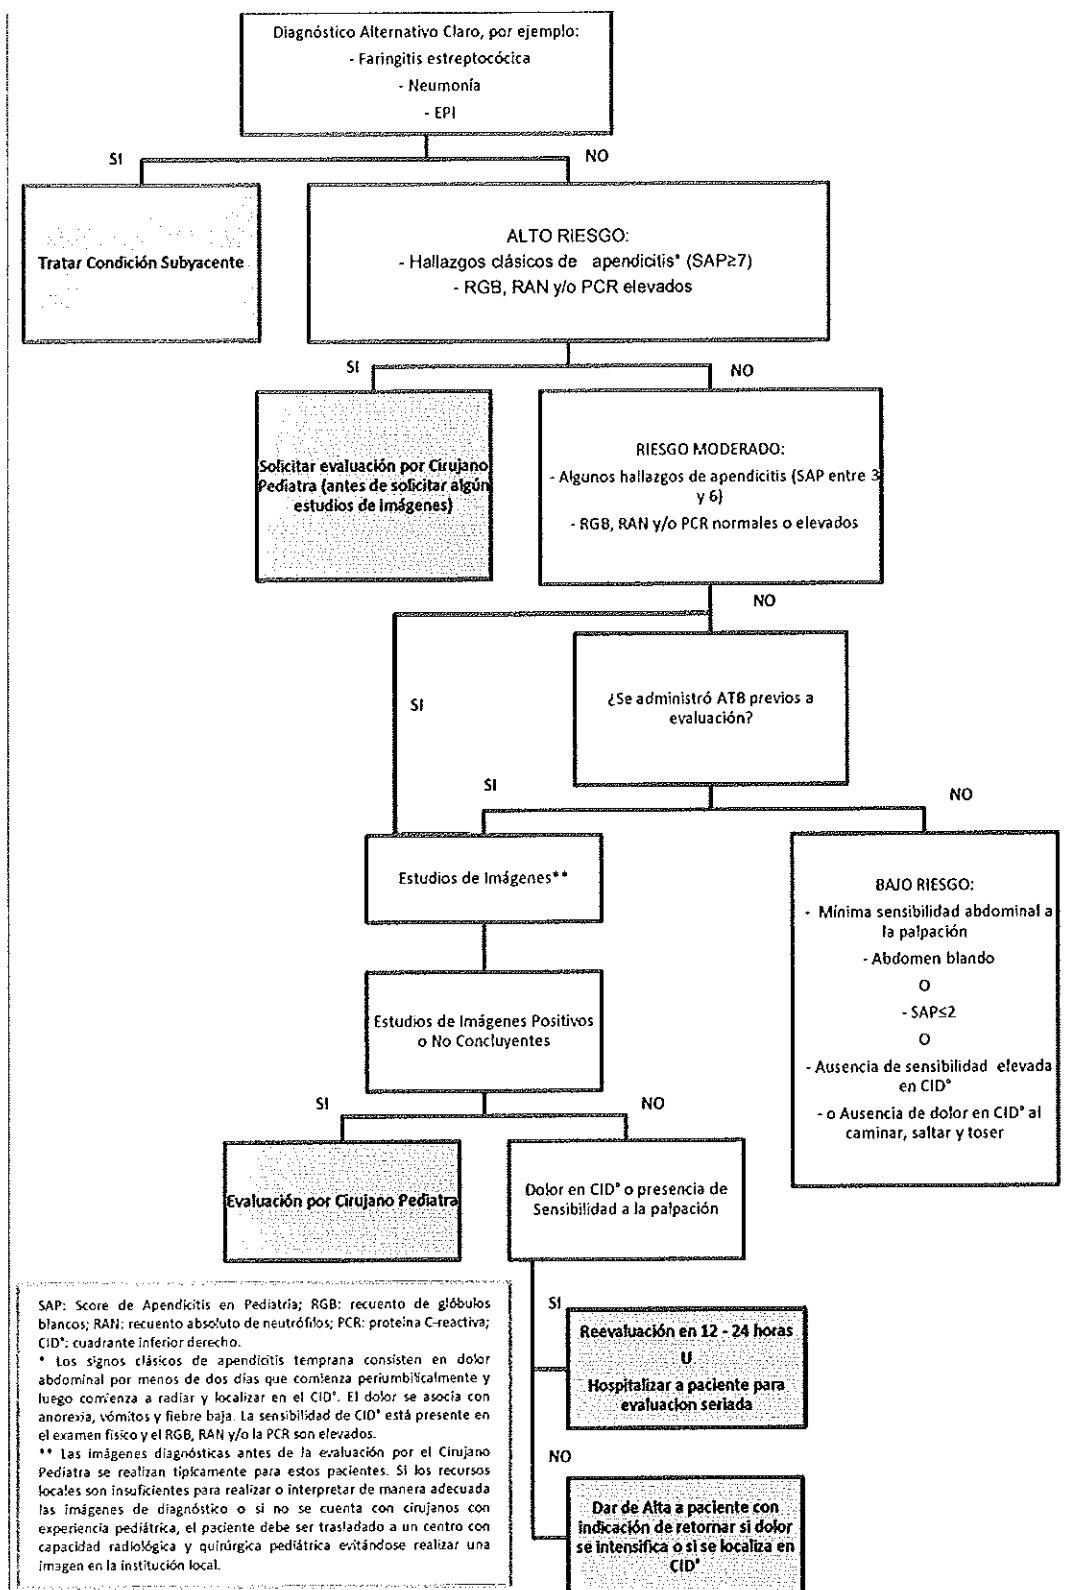 Diagnóstico Alternativo Claro, por ejemplo:
- Faringitis estreptocócica
- Neumonía
- EPI
SI
NO
Tratar Condición Subyacente
ALTO RIESGO:
- Hallazgos clásicos de apendicitis* (SAP≥7)
- RGB, RAN y/o PCR elevados
SI
NO
Solicitar evaluación por Cirujano
Pediatra (antes de solicitar algún
estudios de imágenes)
RIESGO MODERADO:
- Algunos hallazgos de apendicitis (SAP entre 3
y 6)
- RGB, RAN y/o PCR normales o elevados
NO
SI
¿Se administró ATB previos a
evaluación?
SI
NO
Estudios de Imágenes**
BAJO RIESGO:
- Mínima sensibilidad abdominal a
la palpación
- Abdomen blando
O
- SAP≤2
O
- Ausencia de sensibilidad elevada
en CID°
- o Ausencia de dolor en CID° al
caminar, saltar y toser
Estudios de Imágenes Positivos
o No Concluyentes
SI
NO
Evaluación por Cirujano Pediatra
Dolor en CID° o presencia de
Sensibilidad a la palpación
SI
Reevaluación en 12 - 24 horas
U
Hospitalizar a paciente para
evaluacion seriada
NO
Dar de Alta a paciente con
indicación de retornar si dolor
se intensifica o si se localiza en
CID°
SAP: Score de Apendicitis en Pediatría; RGB: recuento de glóbulos
blancos; RAN: recuento absoluto de neutrófilos; PCR: proteína C-reactiva;
CID°: cuadrante inferior derecho.
* Los signos clásicos de apendicitis temprana consisten en dolor
abdominal por menos de dos días que comienza periumbilicalmente y
luego comienza a radiar y localizar en el CID°. El dolor se asocia con
anorexia, vómitos y fiebre baja. La sensibilidad de CID° está presente en
el examen físico y el RGB, RAN y/o la PCR son elevados.
** Las imágenes diagnósticas antes de la evaluación por el Cirujano
Pediatra se realizan típicamente para estos pacientes. Si los recursos
locales son insuficientes para realizar o interpretar de manera adecuada
las imágenes de diagnóstico o si no se cuenta con cirujanos con
experiencia pediátrica, el paciente debe ser trasladado a un centro con
capacidad radiológica y quirúrgica pediátrica evitándose realizar una
imagen en la institución local.